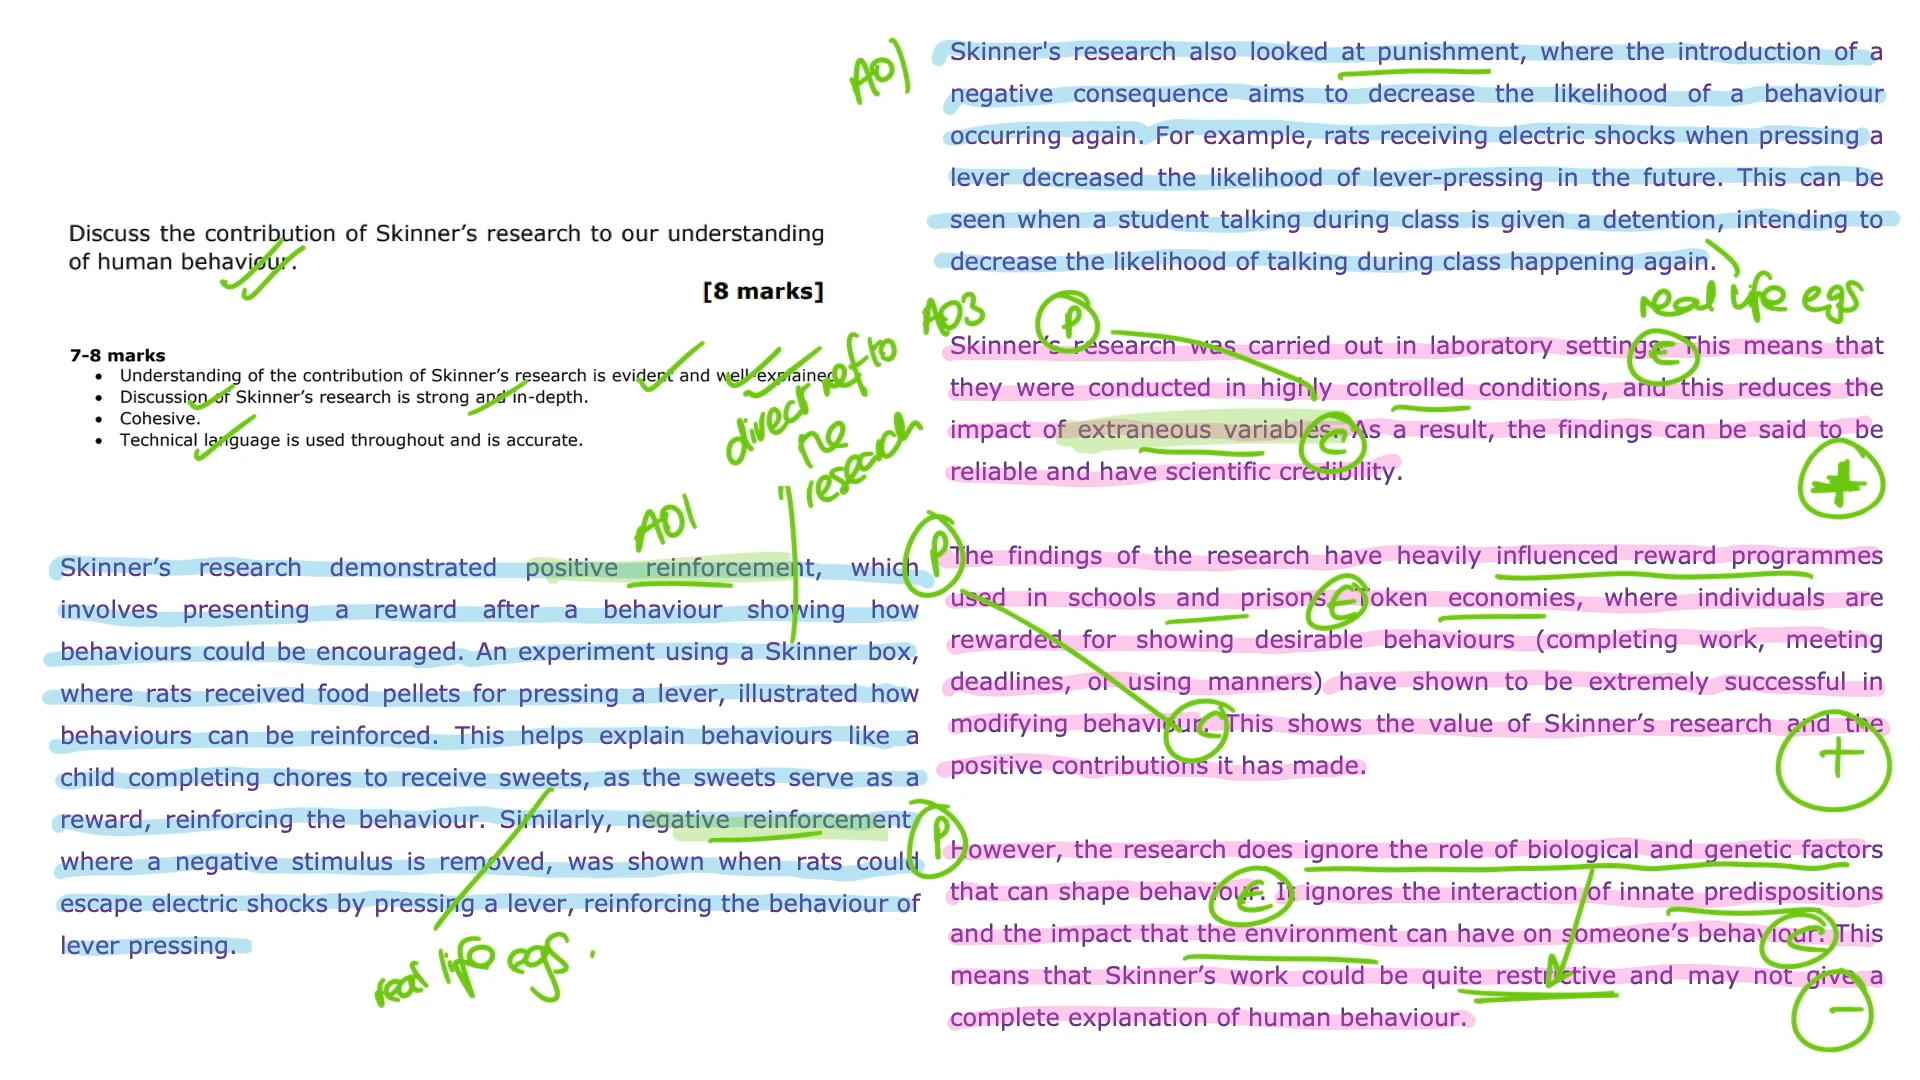 Discuss the contribution of Skinner's research to our understanding
of human behaviour.
[8 marks]
7-8 marks
• Understanding of the contribution of Skinner's research is evident and well-explained
• Discussion of Skinner's research is strong and in-depth.
• Cohesive.
• Technical language is used throughout and is accurate.
direct ref to
the
research
AO1
Skinner's research demonstrated positive reinforcement, which
involves presenting a reward after a behaviour showing how
behaviours could be encouraged. An experiment using a Skinner box,
where rats received food pellets for pressing a lever, illustrated how
behaviours can be reinforced. This helps explain behaviours like a
child completing chores to receive sweets, as the sweets serve as a
reward, reinforcing the behaviour. Similarly, negative reinforcement,
where a negative stimulus is removed, was shown when rats could
escape electric shocks by pressing a lever, reinforcing the behaviour of
lever pressing.
real life egs.
AO1
Skinner's research also looked at punishment, where the introduction of a
negative consequence aims to decrease the likelihood of a behaviour
occurring again. For example, rats receiving electric shocks when pressing a
lever decreased the likelihood of lever-pressing in the future. This can be
seen when a student talking during class is given a detention, intending to
decrease the likelihood of talking during class happening again.
real life egs
AO3
P
Skinner's research was carried out in laboratory settings. E This means that
they were conducted in highly controlled conditions, and this reduces the
impact of extraneous variables. C As a result, the findings can be said to be
reliable and have scientific credibility.
+
P
The findings of the research have heavily influenced reward programmes
used in schools and prisons. E Token economies, where individuals are
rewarded for showing desirable behaviours (completing work, meeting
deadlines, or using manners) have shown to be extremely successful in
modifying behaviour. C This shows the value of Skinner's research and the
positive contributions it has made.
+
P
However, the research does ignore the role of biological and genetic factors
that can shape behaviour. E It ignores the interaction of innate predispositions
and the impact that the environment can have on someone's behaviour. C This
means that Skinner's work could be quite restrictive and may not give a
complete explanation of human behaviour.
-